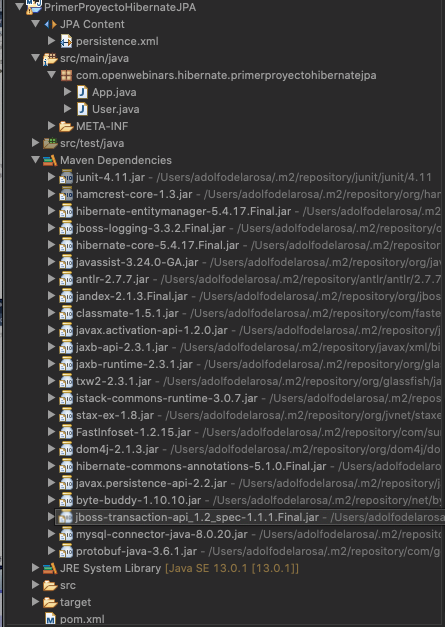 PrimerProyectoHibernateJPA
JPA Content
persistence.xml
src/main/java
com.openwebinars.hibernate.primerproyectohibernatejpa
App.java
User.java
META-INF
src/test/java
Maven Dependencies
junit-4.11.jar - /Users/adolfodelarosa/.m2/repository/junit/junit/4.11
hamcrest-core-1.3.jar - /Users/adolfodelarosa/.m2/repository/org/ham
hibernate-entitymanager-5.4.17.Final.jar - /Users/adolfodelarosa/.m2
jboss-logging-3.3.2.Final.jar - /Users/adolfodelarosa/.m2/repository/o
hibernate-core-5.4.17.Final.jar - /Users/adolfodelarosa/.m2/repositor
javassist-3.24.0-GA.jar - /Users/adolfodelarosa/.m2/repository/org/jav
antlr-2.7.7.jar - /Users/adolfodelarosa/.m2/repository/antlr/antlr/2.7.7
jandex-2.1.3.Final.jar - /Users/adolfodelarosa/.m2/repository/org/jbos
classmate-1.5.1.jar - /Users/adolfodelarosa/.m2/repository/com/faste
javax.activation-api-1.2.0.jar - /Users/adolfodelarosa/.m2/repository/j
jaxb-api-2.3.1.jar - /Users/adolfodelarosa/.m2/repository/javax/xml/bi
jaxb-runtime-2.3.1.jar - /Users/adolfodelarosa/.m2/repository/org/gla
txw2-2.3.1.jar - /Users/adolfodelarosa/.m2/repository/org/glassfish/ja
istack-commons-runtime-3.0.7.jar - /Users/adolfodelarosa/.m2/repos
stax-ex-1.8.jar - /Users/adolfodelarosa/.m2/repository/org/jvnet/staxe
FastInfoset-1.2.15.jar - /Users/adolfodelarosa/.m2/repository/com/su
dom4j-2.1.3.jar - /Users/adolfodelarosa/.m2/repository/org/dom4j/do
hibernate-commons-annotations-5.1.0.Final.jar - /Users/adolfodelaro
javax.persistence-api-2.2.jar - /Users/adolfodelarosa/.m2/repository/j
byte-buddy-1.10.10.jar - /Users/adolfodelarosa/.m2/repository/net/by
jboss-transaction-api_1.2_spec-1.1.1.Final.jar - /Users/adolfodelarosa
mysql-connector-java-8.0.20.jar - /Users/adolfodelarosa/.m2/reposito
protobuf-java-3.6.1.jar - /Users/adolfodelarosa/.m2/repository/com/g
JRE System Library [Java SE 13.0.1 [13.0.1]]
src
target
pom.xml